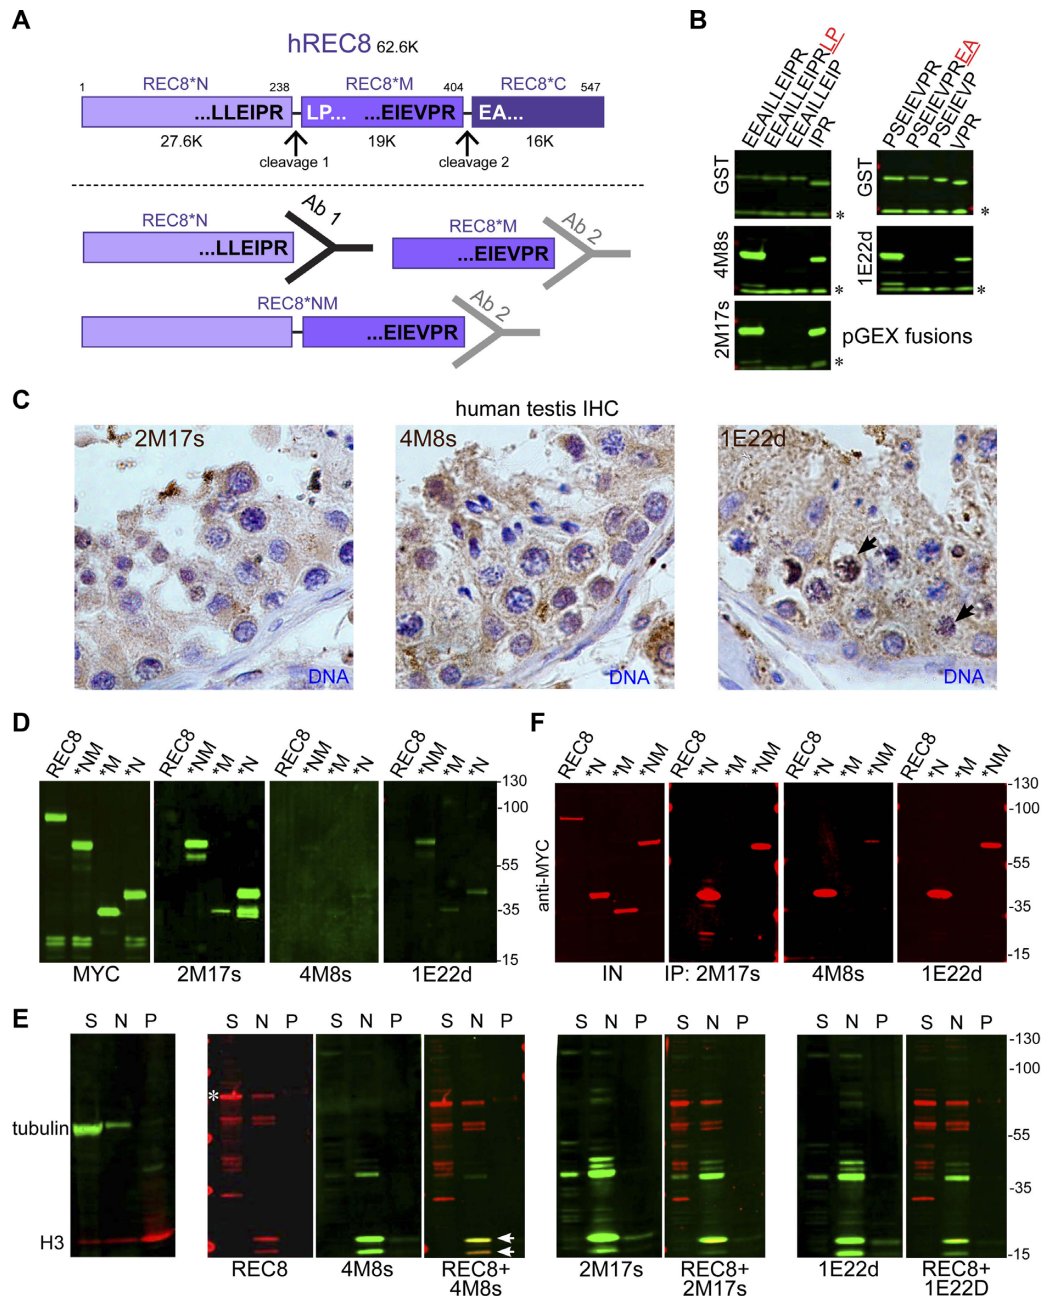 A
hREC8 62.6K
1 REC8*N 238 REC8*M 404 REC8*C 547
...LLEIPR LP... ...EIEVPR EA...
27.6K 19K 16K
cleavage 1 cleavage 2
REC8*N Ab 1 REC8*M Ab 2
...LLEIPR ...EIEVPR
REC8*NM Ab 2
...EIEVPR
B
EEAILLEIPR EEAILLEIPRLP EEAILLEIP IPR
PSEIEVPR PSEIEVPREA PSEIEVP VPR
GST * GST *
4M8s * 1E22d *
2M17s * pGEX fusions
C
human testis IHC
2M17s 4M8s 1E22d
DNA DNA DNA
D
REC8 *NM *M *N REC8 *NM *M *N REC8 *NM *M *N REC8 *NM *M *N
-130
-100
-55
-35
-15
MYC 2M17s 4M8s 1E22d
F
REC8 *N *M *NM REC8 *N *M *NM REC8 *N *M *NM REC8 *N *M *NM
anti-MYC
-130
-100
-55
-35
-15
IN IP: 2M17s 4M8s 1E22d
E
S N P S N P S N P S N P S N P S N P S N P S N P
*
tubulin
H3
-130
-100
-55
-35
-15
REC8 4M8s REC8+ 4M8s 2M17s REC8+ 2M17s 1E22d REC8+ 1E22D